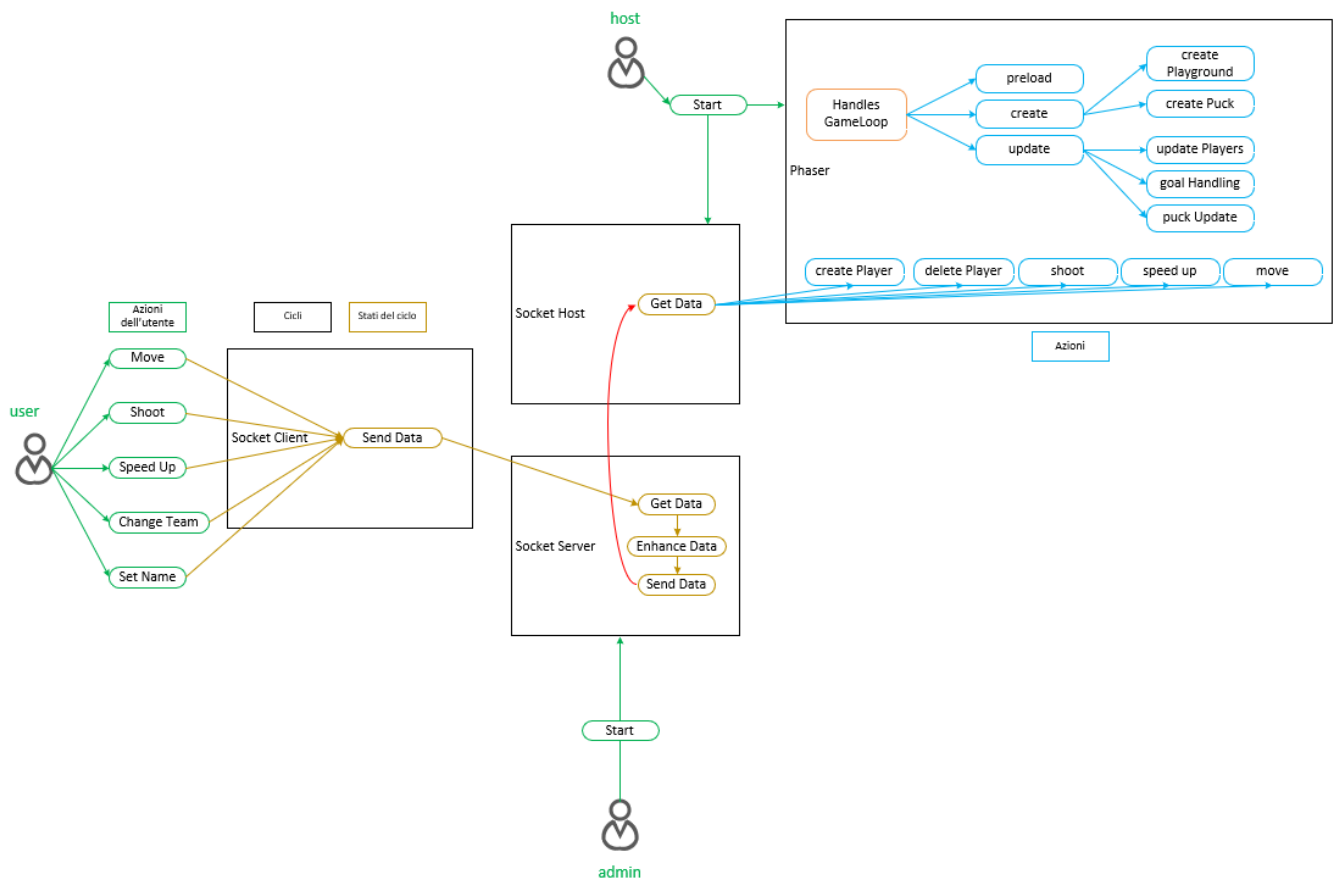 host
Start
Handles
GameLoop
preload
create
update
create
Playground
create Puck
update Players
goal Handling
puck Update
Phaser
create Player
delete Player
shoot
speed up
move
Azioni
Get Data
Socket Host
Azioni
dell'utente
Cicli
Stati del ciclo
user
Move
Shoot
Speed Up
Change Team
Set Name
Socket Client
Send Data
Get Data
Socket Server
Enhance Data
Send Data
Start
admin